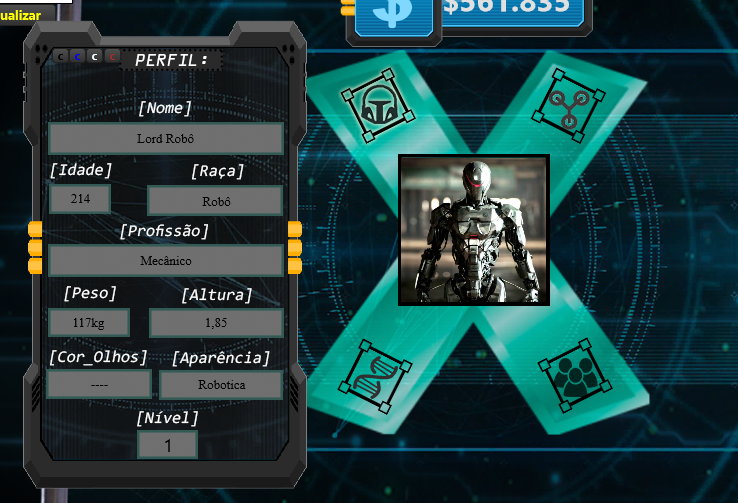 ualizar
$561.835
c c c c
PERFIL:
[Nome]
Lord Robô
[Idade] [Raça]
214 Robô
[Profissão]
Mecânico
[Peso] [Altura]
117kg 1,85
[Cor_Olhos] [Aparência]
---- Robotica
[Nível]
1